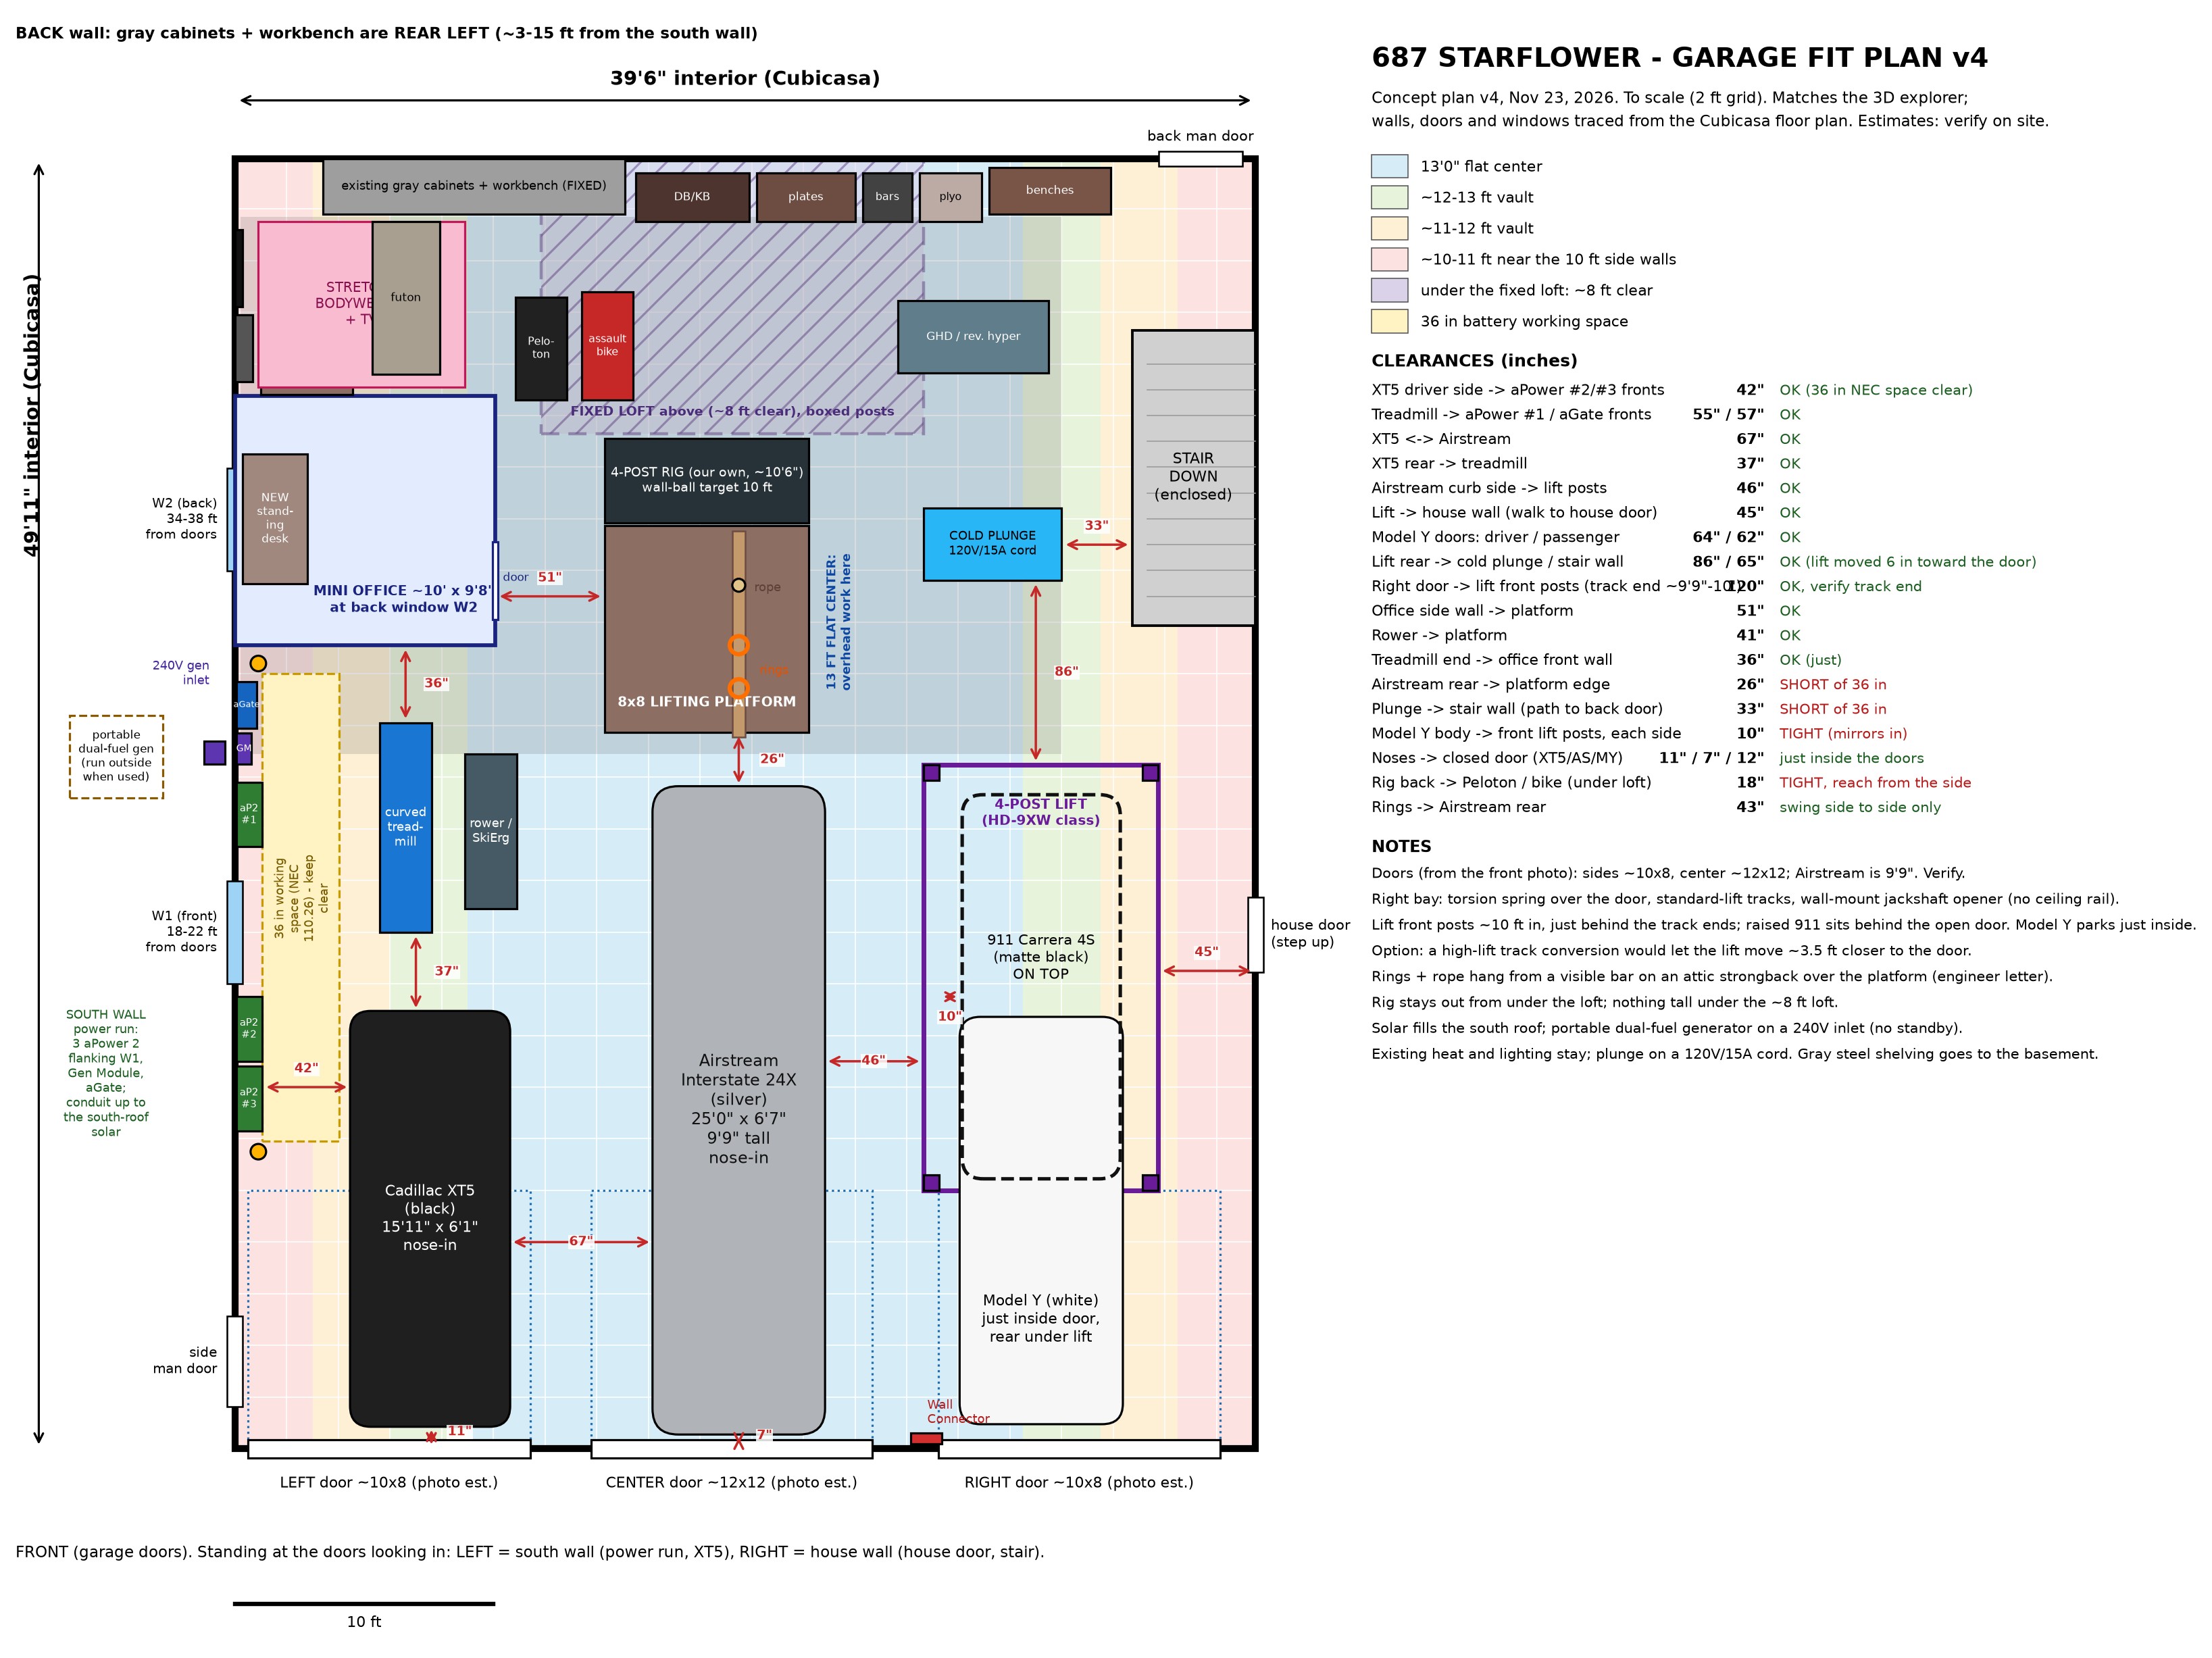 BACK wall: gray cabinets + workbench are REAR LEFT (~3-15 ft from the south wall)
39'6" interior (Cubicasa)
back man door
49'11" interior (Cubicasa)
existing gray cabinets + workbench (FIXED)
DB/KB
plates
bars
plyo
benches
STRETC
BODYWE
+ TV
futon
Pelo-
ton
assault
bike
GHD / rev. hyper
FIXED LOFT above (~8 ft clear), boxed posts
4-POST RIG (our own, ~10'6")
wall-ball target 10 ft
STAIR
DOWN
(enclosed)
W2 (back)
34-38 ft
from doors
NEW
stand-
ing
desk
MINI OFFICE ~10' x 9'8"
at back window W2
door
51"
rope
COLD PLUNGE
120V/15A cord
33"
13 FT FLAT CENTER:
overhead work here
8x8 LIFTING PLATFORM
86"
36"
26"
240V gen
inlet
aGate
GM
portable
dual-fuel gen
(run outside
when used)
aP2
#1
36 in working
space (NEC
110.26) - keep
clear
curved
tread-
mill
rower /
SkiErg
4-POST LIFT
(HD-9XW class)
W1 (front)
18-22 ft
from doors
37"
911 Carrera 4S
(matte black)
ON TOP
house door
(step up)
45"
10"
SOUTH WALL
power run:
3 aPower 2
flanking W1,
Gen Module,
aGate;
conduit up to
the south-roof
solar
aP2
#2
aP2
#3
42"
46"
Airstream
Interstate 24X
(silver)
25'0" x 6'7"
9'9" tall
nose-in
Cadillac XT5
(black)
15'11" x 6'1"
nose-in
67"
Model Y (white)
just inside door,
rear under lift
side
man door
Wall
Connector
11"
7"
LEFT door ~10x8 (photo est.)
CENTER door ~12x12 (photo est.)
RIGHT door ~10x8 (photo est.)
FRONT (garage doors). Standing at the doors looking in: LEFT = south wall (power run, XT5), RIGHT = house wall (house door, stair).
10 ft
687 STARFLOWER - GARAGE FIT PLAN v4
Concept plan v4, Nov 23, 2026. To scale (2 ft grid). Matches the 3D explorer;
walls, doors and windows traced from the Cubicasa floor plan. Estimates: verify on site.
13'0" flat center
~12-13 ft vault
~11-12 ft vault
~10-11 ft near the 10 ft side walls
under the fixed loft: ~8 ft clear
36 in battery working space
CLEARANCES (inches)
XT5 driver side -> aPower #2/#3 fronts 42" OK (36 in NEC space clear)
Treadmill -> aPower #1 / aGate fronts 55" / 57" OK
XT5 <-> Airstream 67" OK
XT5 rear -> treadmill 37" OK
Airstream curb side -> lift posts 46" OK
Lift -> house wall (walk to house door) 45" OK
Model Y doors: driver / passenger 64" / 62" OK
Lift rear -> cold plunge / stair wall 86" / 65" OK (lift moved 6 in toward the door)
Right door -> lift front posts (track end ~9'9"-10') 120" OK, verify track end
Office side wall -> platform 51" OK
Rower -> platform 41" OK
Treadmill end -> office front wall 36" OK (just)
Airstream rear -> platform edge 26" SHORT of 36 in
Plunge -> stair wall (path to back door) 33" SHORT of 36 in
Model Y body -> front lift posts, each side 10" TIGHT (mirrors in)
Noses -> closed door (XT5/AS/MY) 11" / 7" / 12" just inside the doors
Rig back -> Peloton / bike (under loft) 18" TIGHT, reach from the side
Rings -> Airstream rear 43" swing side to side only
NOTES
Doors (from the front photo): sides ~10x8, center ~12x12; Airstream is 9'9". Verify.
Right bay: torsion spring over the door, standard-lift tracks, wall-mount jackshaft opener (no ceiling rail).
Lift front posts ~10 ft in, just behind the track ends; raised 911 sits behind the open door. Model Y parks just inside.
Option: a high-lift track conversion would let the lift move ~3.5 ft closer to the door.
Rings + rope hang from a visible bar on an attic strongback over the platform (engineer letter).
Rig stays out from under the loft; nothing tall under the ~8 ft loft.
Solar fills the south roof; portable dual-fuel generator on a 240V inlet (no standby).
Existing heat and lighting stay; plunge on a 120V/15A cord. Gray steel shelving goes to the basement.